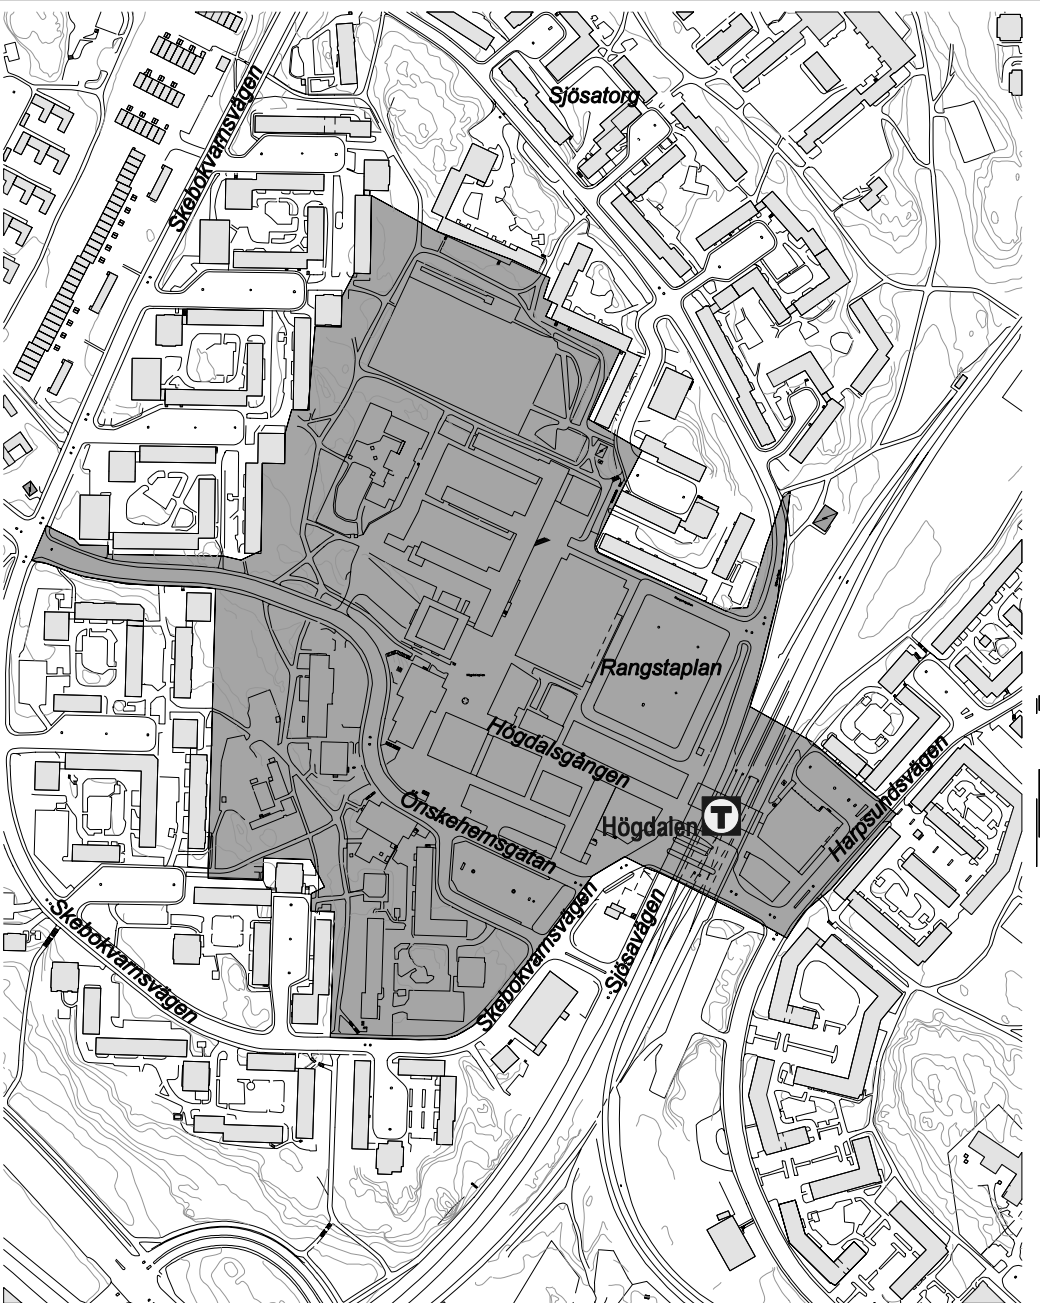 Sjösatorg
Skebokvarnsvägen
Rangstaplan
Högdalsgången
Harpsundsvägen
Önskehemsgatan
Högdalen T
Skebokvarnsvägen
Skebokvarnsvägen
Sjösavägen